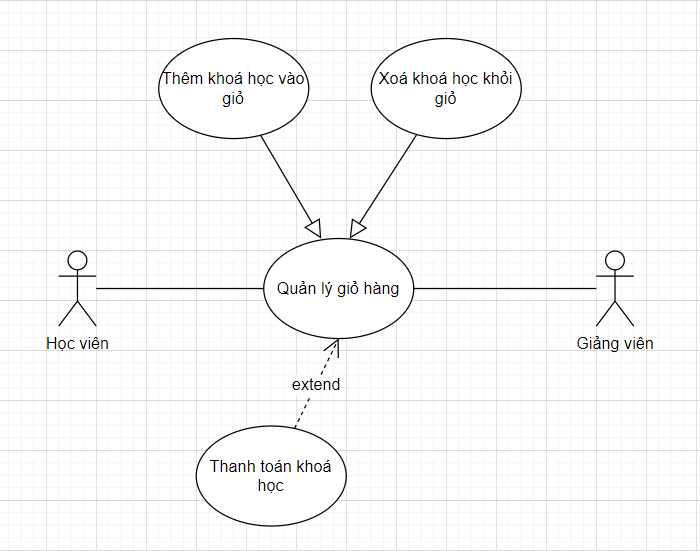 Thêm khoá học vào
giỏ
Xoá khoá học khỏi
giỏ
Quản lý giỏ hàng
Học viên
Giảng viên
extend
Thanh toán khoá
học